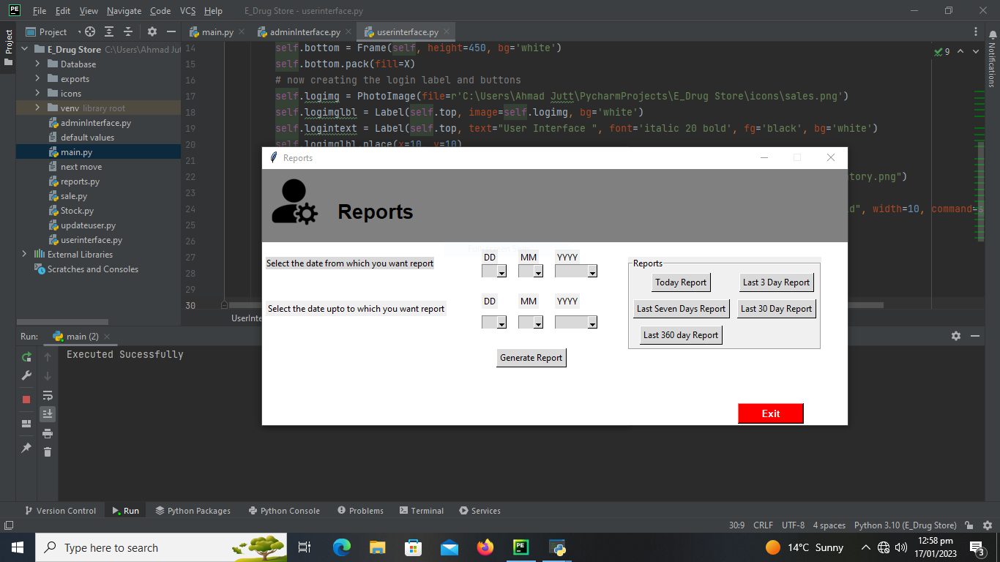 PE File Edit View Navigate Code VCS Help E_Drug Store - userinterface.py
Project main.py adminInterface.py userinterface.py
Project
Notifications
E_Drug Store C:\Users\Ahmad Jutt
Database
exports
icons
venv library root
adminInterface.py
default values
main.py
next move
reports.py
sale.py
Stock.py
updateuser.py
userinterface.py
External Libraries
Scratches and Consoles
9
14 self.bottom = Frame(self, height=450, bg='white')
15 self.bottom.pack(fill=X)
16 # now creating the login label and buttons
17 self.logimg = PhotoImage(file=r'C:\Users\Ahmad Jutt\PycharmProjects\E_Drug Store\icons\sales.png')
18 self.logimglbl = Label(self.top, image=self.logimg, bg='white')
19 self.logintext = Label(self.top, text="User Interface ", font='italic 20 bold', fg='black', bg='white')
20 self.logimglbl.place(x=10, y=10)
21
22 tory.png")
23
24 d", width=10, command=s
25
26
27
28
29
30
UserInte
Reports
Reports
Select the date from which you want report
DD MM YYYY
Select the date upto to which you want report
DD MM YYYY
Generate Report
Reports
Today Report Last 3 Day Report
Last Seven Days Report Last 30 Day Report
Last 360 day Report
Exit
Run: main (2)
Executed Sucessfully
Version Control Run Python Packages Python Console Problems Terminal Services
30:9 CRLF UTF-8 4 spaces Python 3.10 (E_Drug Store)
Type here to search
PE
14°C Sunny
12:58 pm
17/01/2023
3